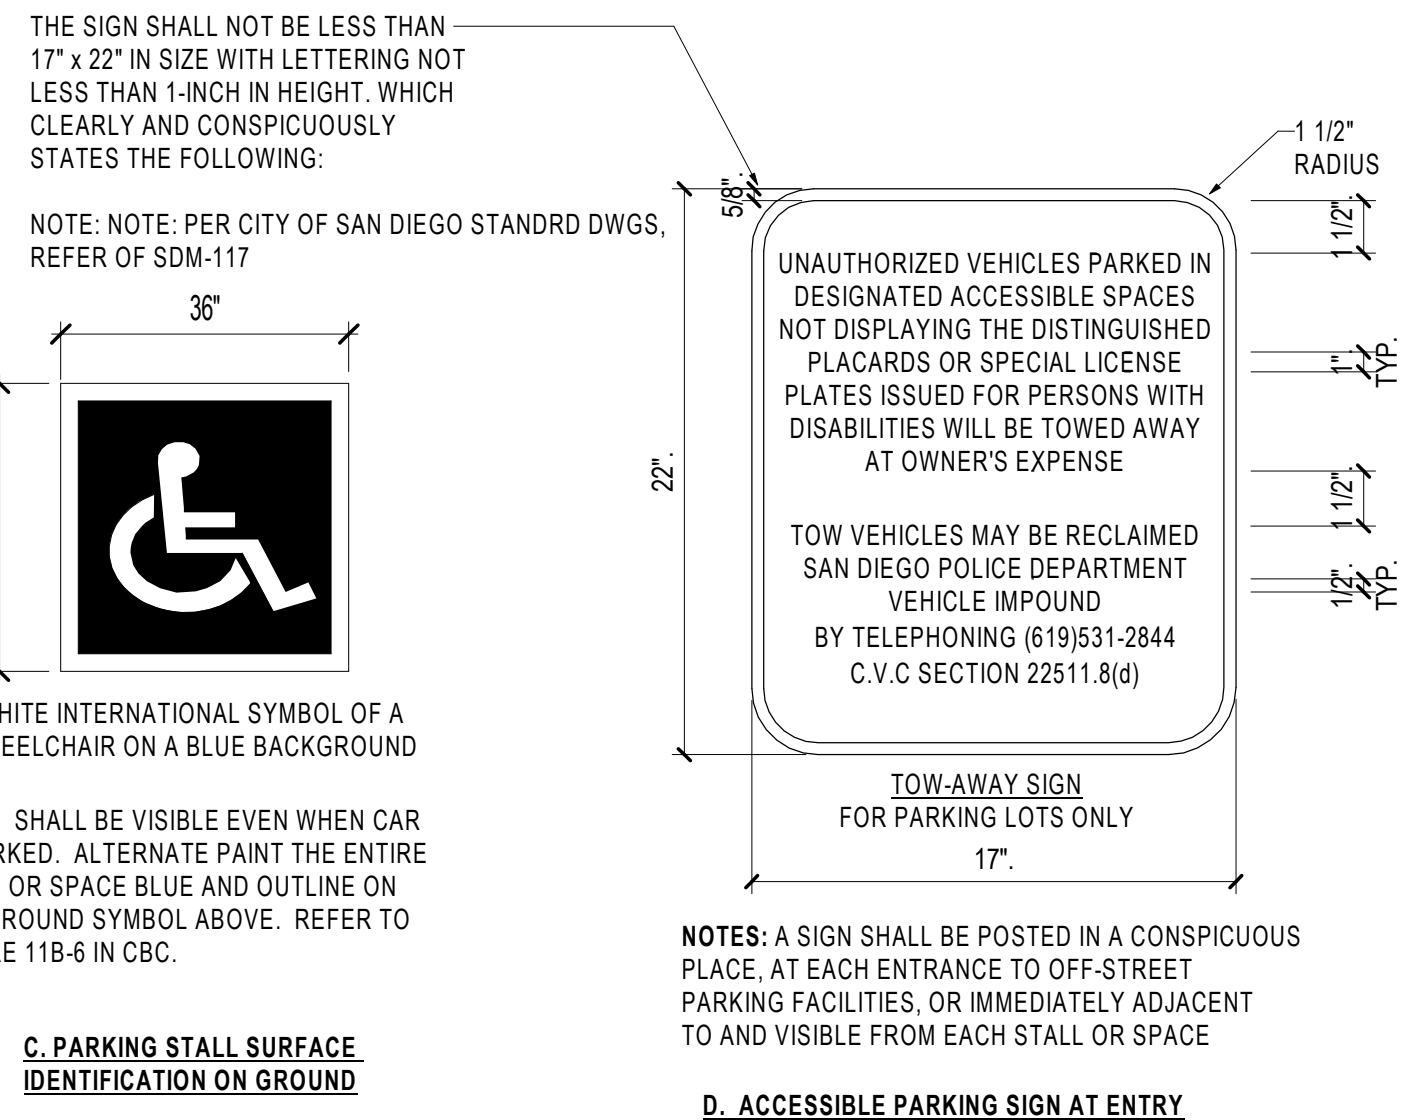 THE SIGN SHALL NOT BE LESS THAN
17" x 22" IN SIZE WITH LETTERING NOT
LESS THAN 1-INCH IN HEIGHT. WHICH
CLEARLY AND CONSPICUOUSLY
STATES THE FOLLOWING:
NOTE: NOTE: PER CITY OF SAN DIEGO STANDRD DWGS,
REFER OF SDM-117
36"
HITE INTERNATIONAL SYMBOL OF A
EELCHAIR ON A BLUE BACKGROUND
SHALL BE VISIBLE EVEN WHEN CAR
RKED. ALTERNATE PAINT THE ENTIRE
OR SPACE BLUE AND OUTLINE ON
ROUND SYMBOL ABOVE. REFER TO
RE 11B-6 IN CBC.
C. PARKING STALL SURFACE
IDENTIFICATION ON GROUND
1 1/2"
RADIUS
5/8".
22".
UNAUTHORIZED VEHICLES PARKED IN
DESIGNATED ACCESSIBLE SPACES
NOT DISPLAYING THE DISTINGUISHED
PLACARDS OR SPECIAL LICENSE
PLATES ISSUED FOR PERSONS WITH
DISABILITIES WILL BE TOWED AWAY
AT OWNER'S EXPENSE
TOW VEHICLES MAY BE RECLAIMED
SAN DIEGO POLICE DEPARTMENT
VEHICLE IMPOUND
BY TELEPHONING (619)531-2844
C.V.C SECTION 22511.8(d)
1 1/2".
1".
TYP.
1 1/2".
1/2".
TYP.
TOW-AWAY SIGN
FOR PARKING LOTS ONLY
17".
NOTES: A SIGN SHALL BE POSTED IN A CONSPICUOUS
PLACE, AT EACH ENTRANCE TO OFF-STREET
PARKING FACILITIES, OR IMMEDIATELY ADJACENT
TO AND VISIBLE FROM EACH STALL OR SPACE
D. ACCESSIBLE PARKING SIGN AT ENTRY